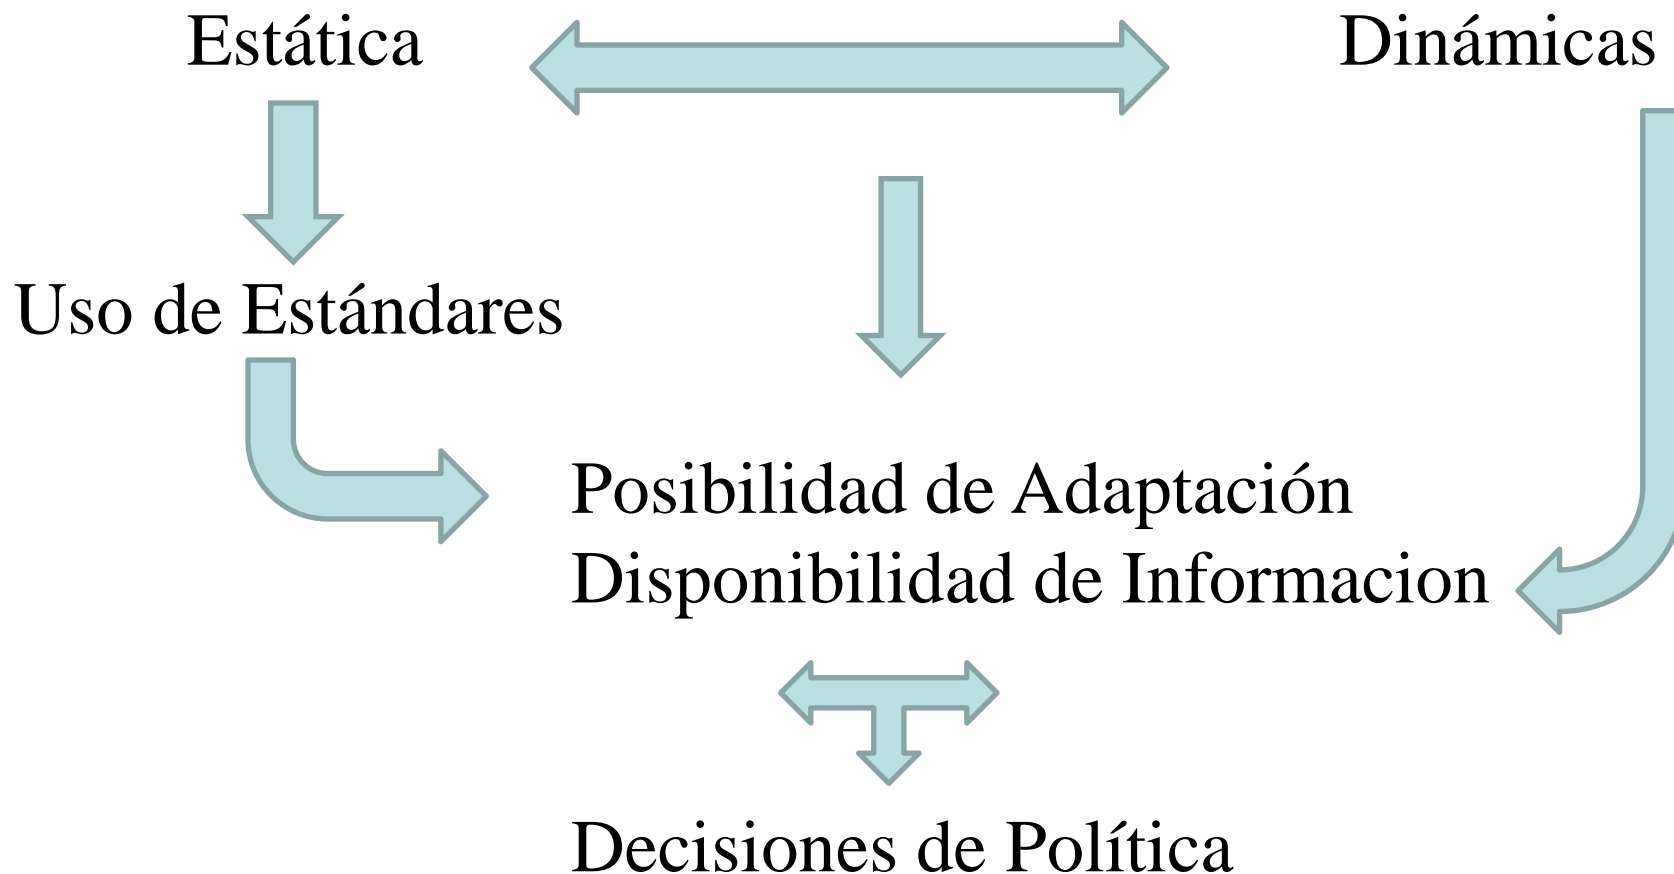 Estática
Dinámicas
Uso de Estándares
Posibilidad de Adaptación
Disponibilidad de Informacion
Decisiones de Política